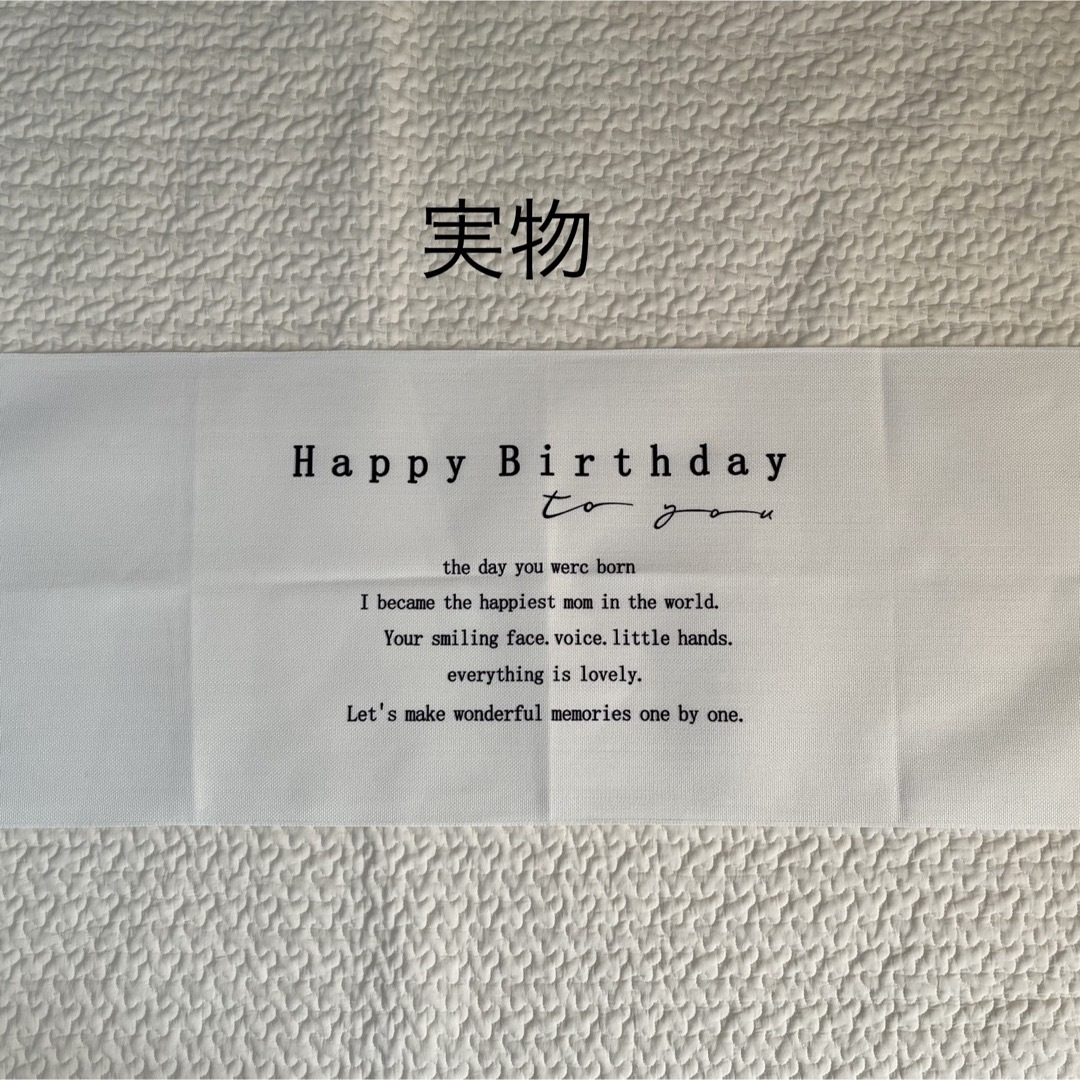 実物
Happy Birthday
to you
the day you werc born
I became the happiest mom in the world.
Your smiling face. voice. little hands.
everything is lovely.
Let's make wonderful memories one by one.